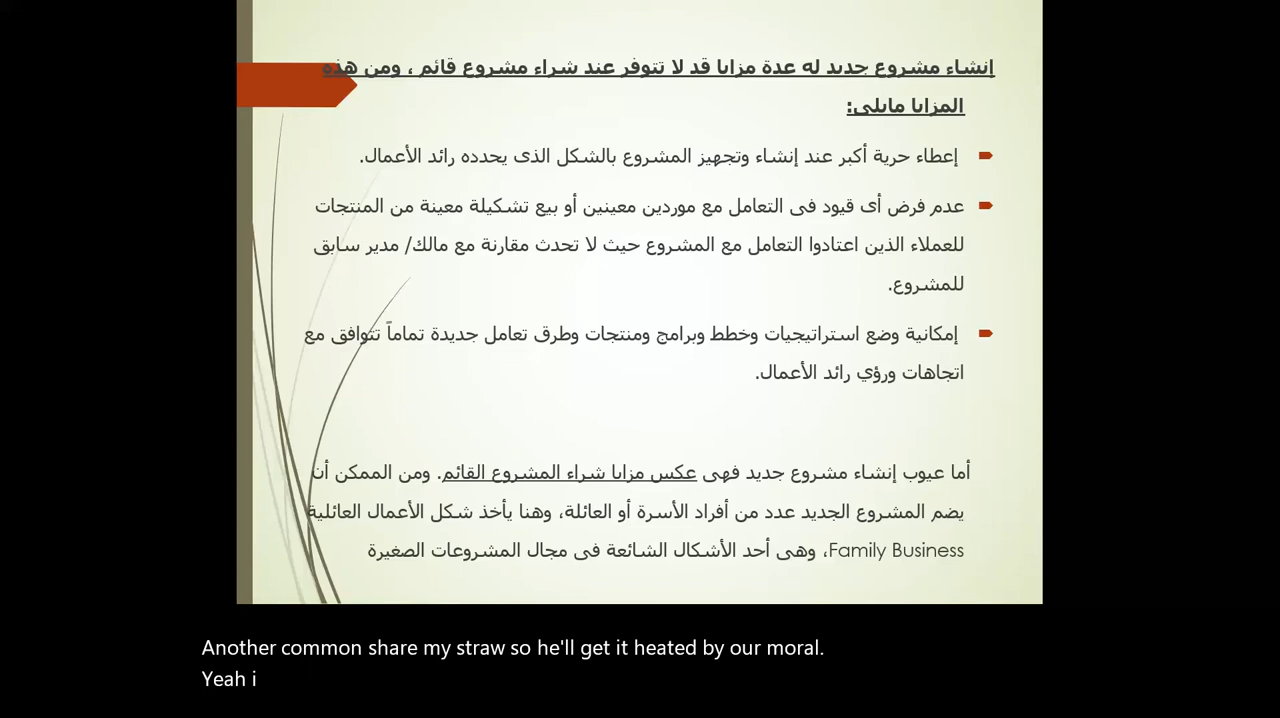 إنشاء مشروع جديد له عدة مزايا قد لا تتوفر عند شراء مشروع قائم ، ومن هذه
المزايا مايلى:
إعطاء حرية أكبر عند إنشاء وتجهيز المشروع بالشكل الذى يحدده رائد الأعمال.
عدم فرض أى قيود فى التعامل مع موردين معينين أو بيع تشكيلة معينة من المنتجات
للعملاء الذين اعتادوا التعامل مع المشروع حيث لا تحدث مقارنة مع مالك/ مدير سابق
للمشروع.
إمكانية وضع استراتيجيات وخطط وبرامج ومنتجات وطرق تعامل جديدة تماماً تتوافق مع
اتجاهات ورؤي رائد الأعمال.
أما عيوب إنشاء مشروع جديد فهى عكس مزايا شراء المشروع القائم. ومن الممكن أن
يضم المشروع الجديد عدد من أفراد الأسرة أو العائلة، وهنا يأخذ شكل الأعمال العائلية
Family Business، وهى أحد الأشكال الشائعة فى مجال المشروعات الصغيرة
Another common share my straw so he'll get it heated by our moral.
Yeah i